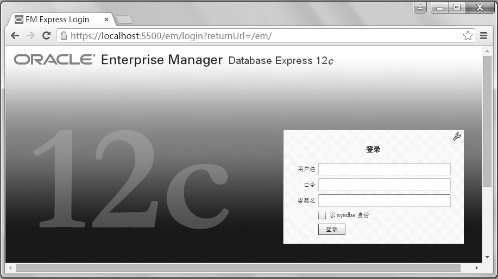 EM Express Login
https://localhost:5500/em/login?returnUrl=/em/
ORACLE Enterprise Manager Database Express 12c
12c
登录
用户名
口令
容器名
以 sysdba 身份
登录